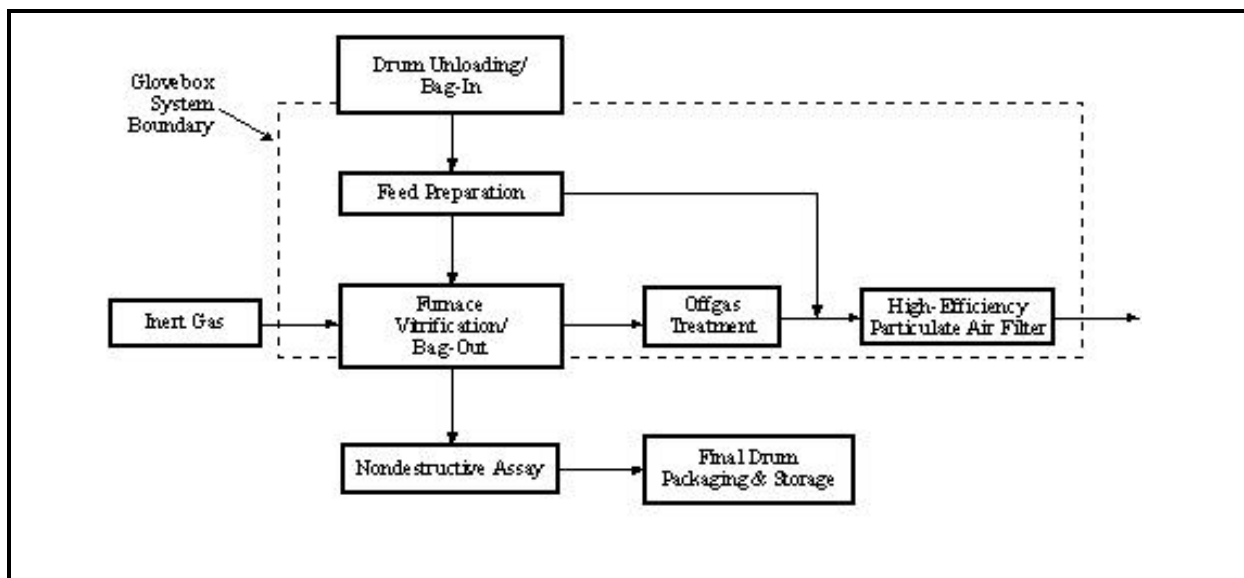 Drum Unloading/
Bag-In
Glovebox
System
Boundary
Feed Preparation
Inert Gas
Furnace
Vitrification/
Bag-Out
Offgas
Treatment
High-Efficiency
Particulate Air Filter
Nondestructive Assay
Final Drum
Packaging & Storage